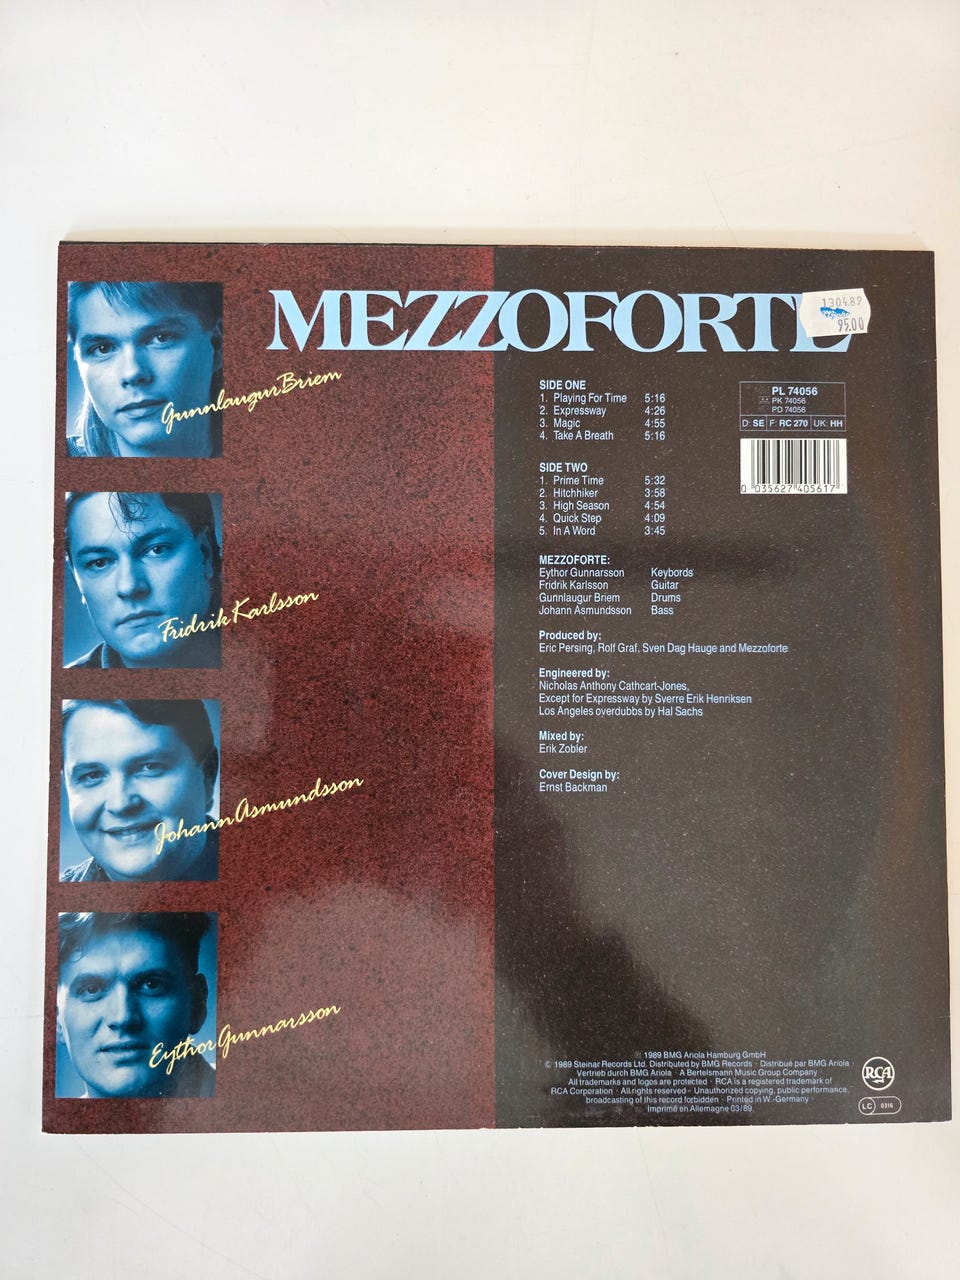 MEZZOFORTE
130489
95.00
Gunnlaugur Briem
Fridrik Karlsson
Johann Asmundsson
Eythor Gunnarsson
SIDE ONE
1. Playing For Time 5:16
2. Expressway 4:26
3. Magic 4:55
4. Take A Breath 5:16
SIDE TWO
1. Prime Time 5:32
2. Hitchhiker 3:58
3. High Season 4:54
4. Quick Step 4:09
5. In A Word 3:45
MEZZOFORTE:
Eythor Gunnarsson Keybords
Fridrik Karlsson Guitar
Gunnlaugur Briem Drums
Johann Asmundsson Bass
Produced by:
Eric Persing, Rolf Graf, Sven Dag Hauge and Mezzoforte
Engineered by:
Nicholas Anthony Cathcart-Jones,
Except for Expressway by Sverre Erik Henriksen
Los Angeles overdubbs by Hal Sachs
Mixed by:
Erik Zobler
Cover Design by:
Ernst Backman
PL 74056
PK 74056
PD 74056
D: SE F: RC 270 UK: HH
0 035627 405617
℗ 1989 BMG Ariola Hamburg GmbH
© 1989 Steinar Records Ltd. Distributed by BMG Records · Distribué par BMG Ariola
Vertrieb durch BMG Ariola · A Bertelsmann Music Group Company
All trademarks and logos are protected · RCA is a registered trademark of
RCA Corporation · All rights reserved · Unauthorized copying, public performance,
broadcasting of this record forbidden · Printed in W.-Germany
Imprimé en Allemagne 03/89
RCA
LC 0316